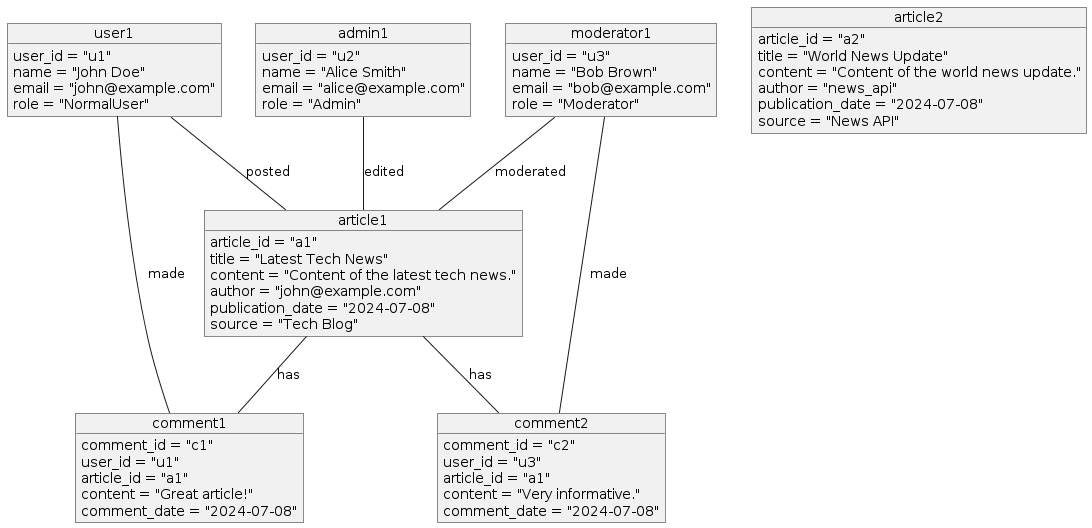 user1
user_id = "u1"
name = "John Doe"
email = "john@example.com"
role = "NormalUser"
admin1
user_id = "u2"
name = "Alice Smith"
email = "alice@example.com"
role = "Admin"
moderator1
user_id = "u3"
name = "Bob Brown"
email = "bob@example.com"
role = "Moderator"
article2
article_id = "a2"
title = "World News Update"
content = "Content of the world news update."
author = "news_api"
publication_date = "2024-07-08"
source = "News API"
posted
edited
moderated
article1
article_id = "a1"
title = "Latest Tech News"
content = "Content of the latest tech news."
author = "john@example.com"
publication_date = "2024-07-08"
source = "Tech Blog"
made
made
has
has
comment1
comment_id = "c1"
user_id = "u1"
article_id = "a1"
content = "Great article!"
comment_date = "2024-07-08"
comment2
comment_id = "c2"
user_id = "u3"
article_id = "a1"
content = "Very informative."
comment_date = "2024-07-08"